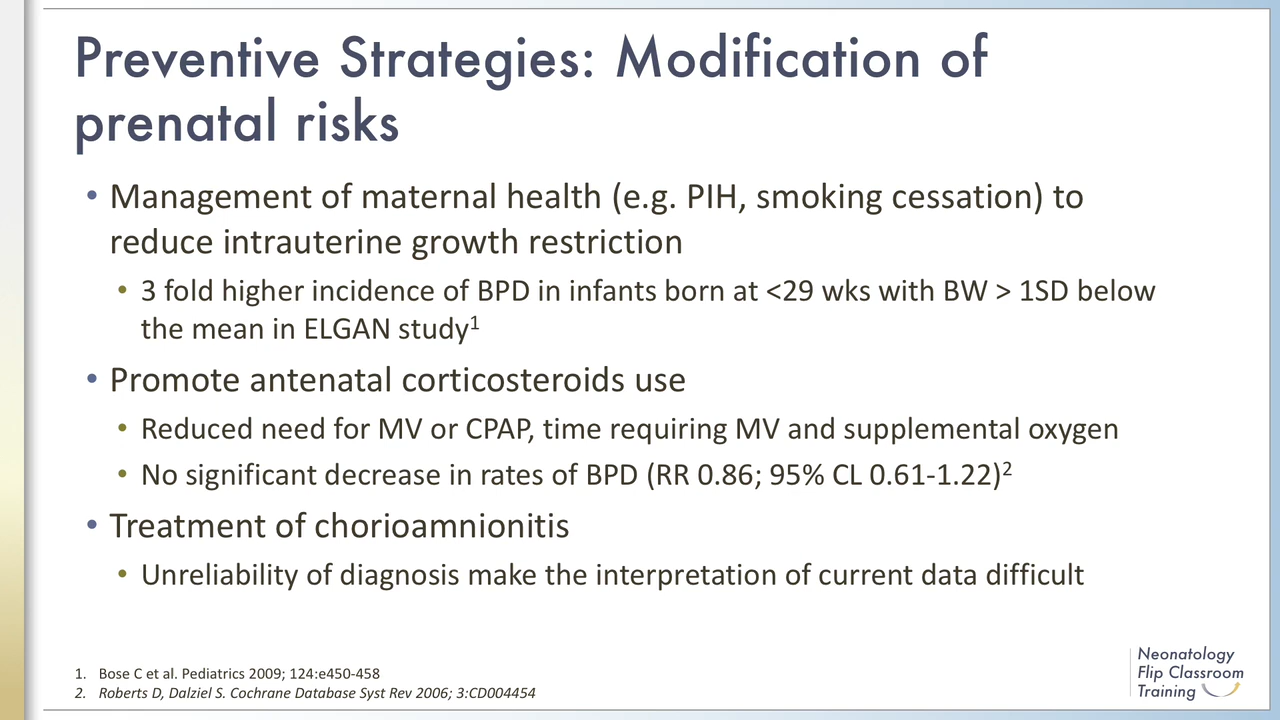 Preventive Strategies: Modification of
prenatal risks
• Management of maternal health (e.g. PIH, smoking cessation) to
reduce intrauterine growth restriction
• 3 fold higher incidence of BPD in infants born at <29 wks with BW > 1SD below
the mean in ELGAN study1
• Promote antenatal corticosteroids use
• Reduced need for MV or CPAP, time requiring MV and supplemental oxygen
• No significant decrease in rates of BPD (RR 0.86; 95% CL 0.61-1.22)2
• Treatment of chorioamnionitis
• Unreliability of diagnosis make the interpretation of current data difficult
1. Bose C et al. Pediatrics 2009; 124:e450-458
2. Roberts D, Dalziel S. Cochrane Database Syst Rev 2006; 3:CD004454
Neonatology
Flip Classroom
Training